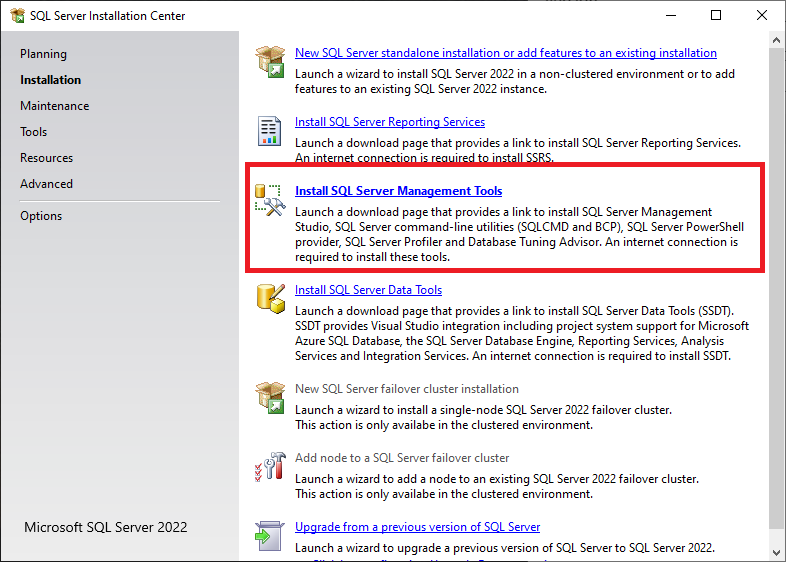 SQL Server Installation Center
Planning
Installation
Maintenance
Tools
Resources
Advanced
Options
Microsoft SQL Server 2022
New SQL Server standalone installation or add features to an existing installation
Launch a wizard to install SQL Server 2022 in a non-clustered environment or to add
features to an existing SQL Server 2022 instance.
Install SQL Server Reporting Services
Launch a download page that provides a link to install SQL Server Reporting Services.
An internet connection is required to install SSRS.
Install SQL Server Management Tools
Launch a download page that provides a link to install SQL Server Management
Studio, SQL Server command-line utilities (SQLCMD and BCP), SQL Server PowerShell
provider, SQL Server Profiler and Database Tuning Advisor. An internet connection is
required to install these tools.
Install SQL Server Data Tools
Launch a download page that provides a link to install SQL Server Data Tools (SSDT).
SSDT provides Visual Studio integration including project system support for Microsoft
Azure SQL Database, the SQL Server Database Engine, Reporting Services, Analysis
Services and Integration Services. An internet connection is required to install SSDT.
New SQL Server failover cluster installation
Launch a wizard to install a single-node SQL Server 2022 failover cluster.
This action is only availabe in the clustered environment.
Add node to a SQL Server failover cluster
Launch a wizard to add a node to an existing SQL Server 2022 failover cluster.
This action is only availabe in the clustered environment.
Upgrade from a previous version of SQL Server
Launch a wizard to upgrade a previous version of SQL Server to SQL Server 2022.